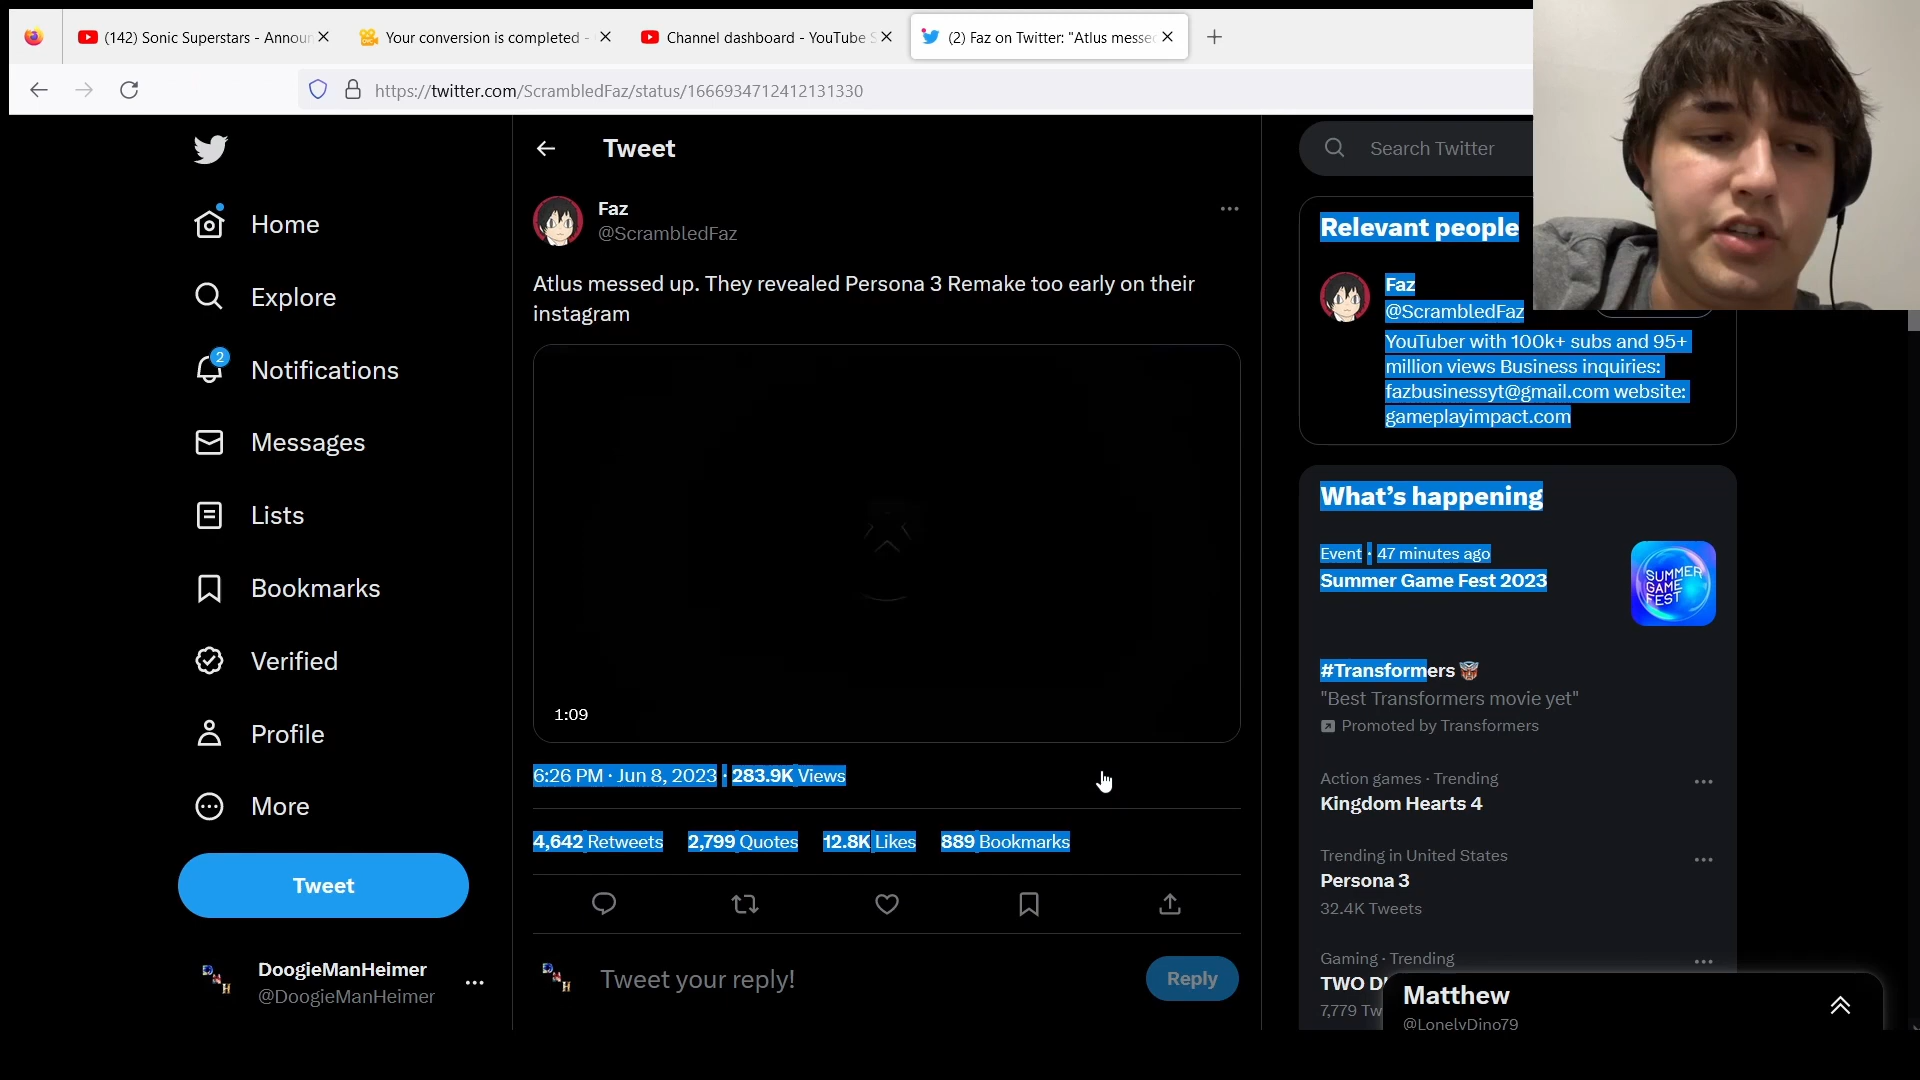 (142) Sonic Superstars - Announ
Your conversion is completed -
Channel dashboard - YouTube S
(2) Faz on Twitter: "Atlus messed
https://twitter.com/ScrambledFaz/status/1666934712412131330
Tweet
Search Twitter
Home
Explore
2
Notifications
Messages
Lists
Bookmarks
Verified
Profile
More
Tweet
DoogieManHeimer
@DoogieManHeimer
Faz
@ScrambledFaz
Atlus messed up. They revealed Persona 3 Remake too early on their
instagram
1:09
6:26 PM · Jun 8, 2023 · 283.9K Views
4,642 Retweets 2,799 Quotes 12.8K Likes 889 Bookmarks
Tweet your reply!
Reply
Relevant people
Faz
@ScrambledFaz
YouTuber with 100k+ subs and 95+
million views Business inquiries:
fazbusinessyt@gmail.com website:
gameplayimpact.com
What's happening
Event · 47 minutes ago
Summer Game Fest 2023
SUMMER
GAME
FEST
#Transformers
"Best Transformers movie yet"
Promoted by Transformers
Action games · Trending
Kingdom Hearts 4
Trending in United States
Persona 3
32.4K Tweets
Gaming · Trending
TWO
7,779 Tw
Matthew
@LonelyDino79